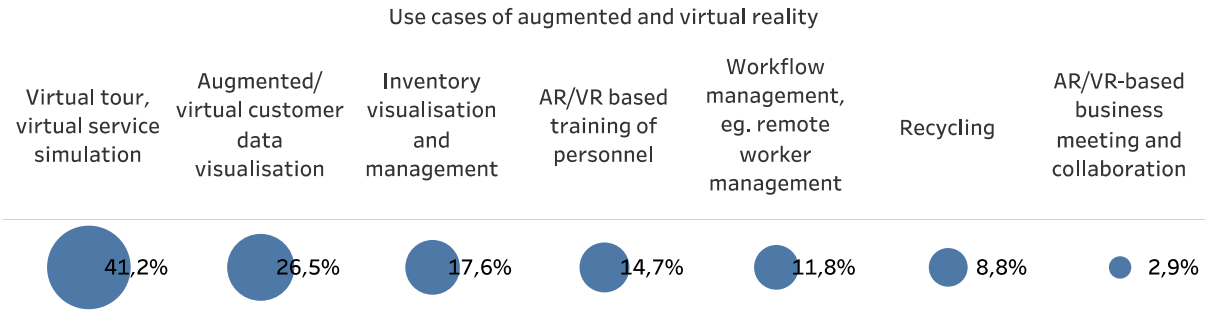 Use cases of augmented and virtual reality
Virtual tour,
virtual service
simulation
Augmented/
virtual customer
data
visualisation
Inventory
visualisation
and
management
AR/VR based
training of
personnel
Workflow
management,
eg. remote
worker
management
Recycling
AR/VR-based
business
meeting and
collaboration
41,2%
26,5%
17,6%
14,7%
11,8%
8,8%
2,9%